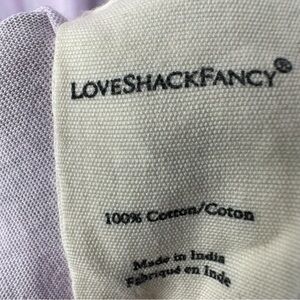 LOVESHACKFANCY®
100% Cotton/Coton
Made in India
Fabriqué en Inde